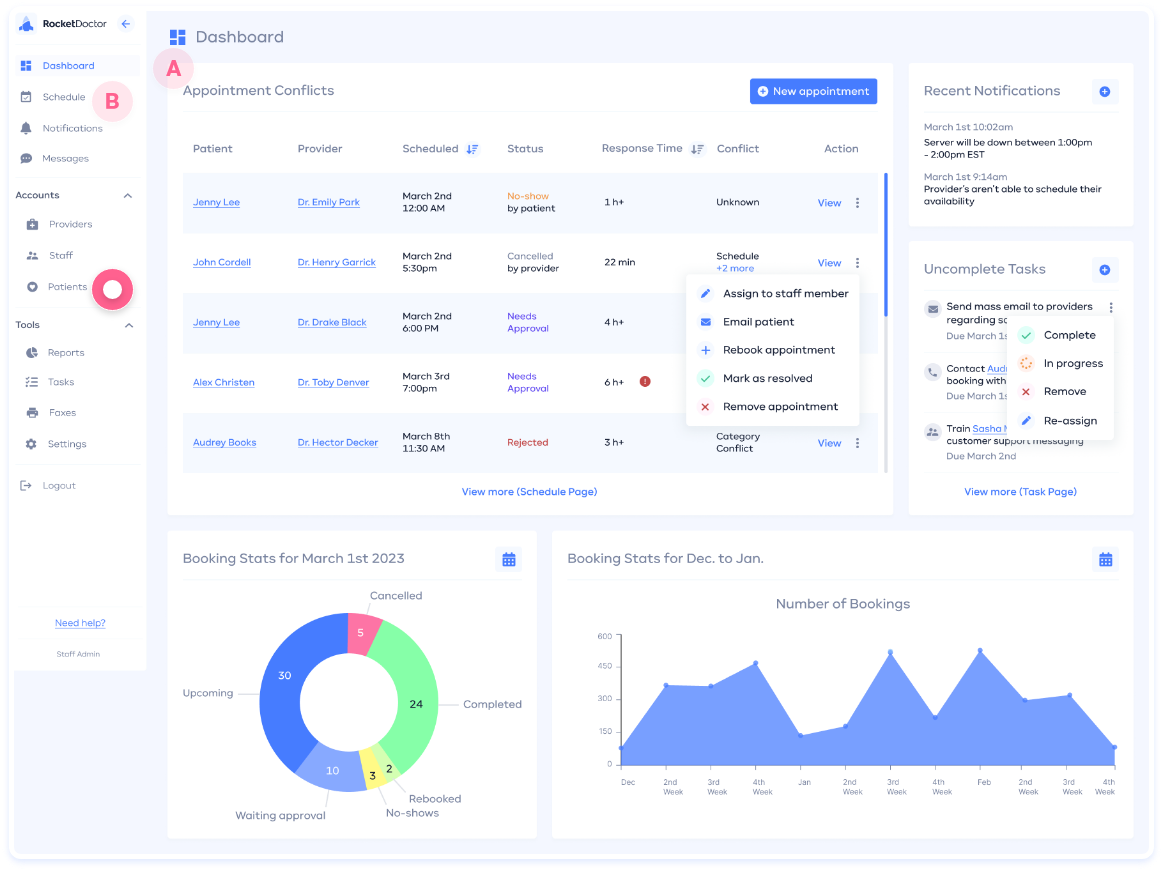 RocketDoctor
Dashboard
Schedule
B
Notifications
Messages
Accounts
Providers
Staff
Patients
Tools
Reports
Tasks
Faxes
Settings
Logout
Need help?
Staff Admin
Dashboard
A
Appointment Conflicts
New appointment
Patient Provider Scheduled Status Response Time Conflict Action
Jenny Lee Dr. Emily Park March 2nd 12:00 AM No-show by patient 1 h+ Unknown View
John Cordell Dr. Henry Garrick March 2nd 5:30pm Cancelled by provider 22 min Schedule +2 more View
Jenny Lee Dr. Drake Black March 2nd 6:00 PM Needs Approval 4 h+
Alex Christen Dr. Toby Denver March 3rd 7:00pm Needs Approval 6 h+ !
Audrey Books Dr. Hector Decker March 8th 11:30 AM Rejected 3 h+ Category Conflict View
Assign to staff member
Email patient
Rebook appointment
Mark as resolved
Remove appointment
View more (Schedule Page)
Recent Notifications
March 1st 10:02am
Server will be down between 1:00pm
- 2:00pm EST
March 1st 9:14am
Provider's aren't able to schedule their
availability
Uncomplete Tasks
Send mass email to providers
regarding
Due March
Contact
booking with
Due March
Train Sasha
customer support messaging
Due March 2nd
Complete
In progress
Remove
Re-assign
View more (Task Page)
Booking Stats for March 1st 2023
Cancelled
5
30
Upcoming
24
Completed
10
3
2
Rebooked
No-shows
Waiting approval
Booking Stats for Dec. to Jan.
Number of Bookings
600
450
300
150
0
Dec 2nd Week 3rd Week 4th Week Jan 2nd Week 3rd Week 4th Week Feb 2nd Week 3rd Week 4th Week